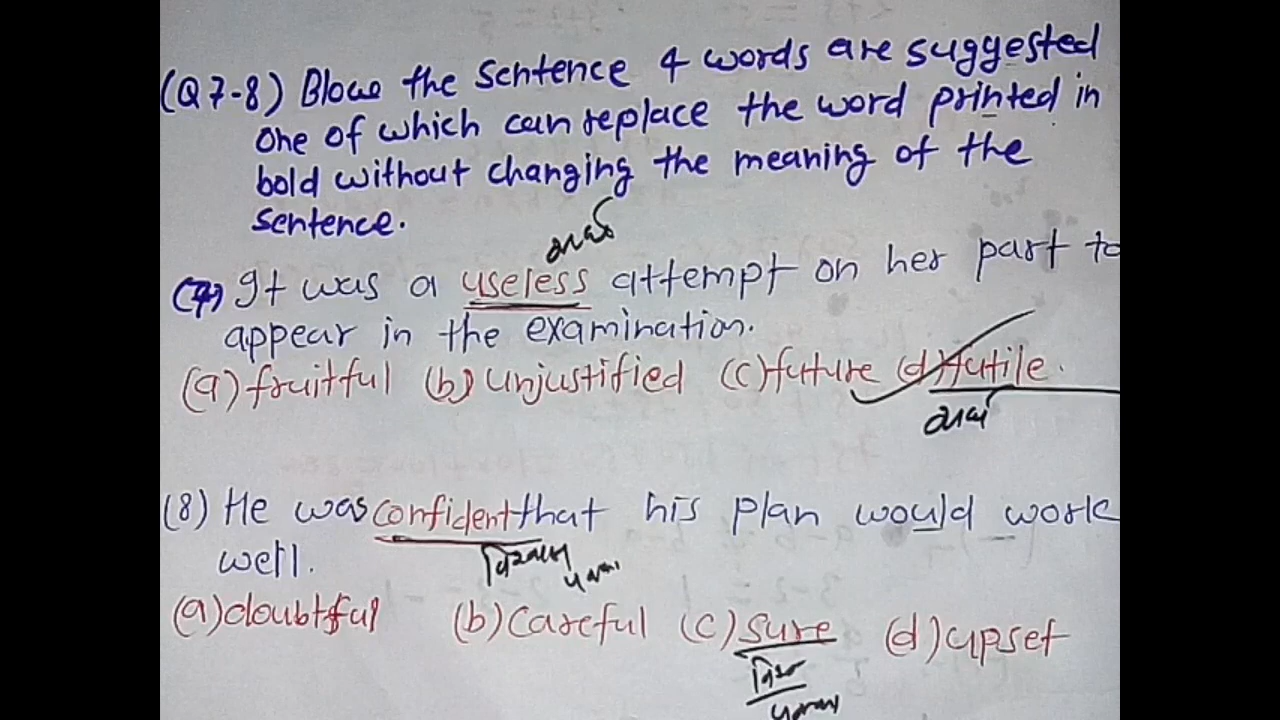 (Q7-8) Blow the sentence 4 words are suggested
one of which can replace the word printed in
bold without changing the meaning of the
sentence.
(7) It was a useless attempt on her part to
appear in the examination.
(a) fruitful (b) unjustified (c) future (d) futile.
(8) He was confident that his plan would work
well.
(a) doubtful (b) careful (c) sure (d) upset